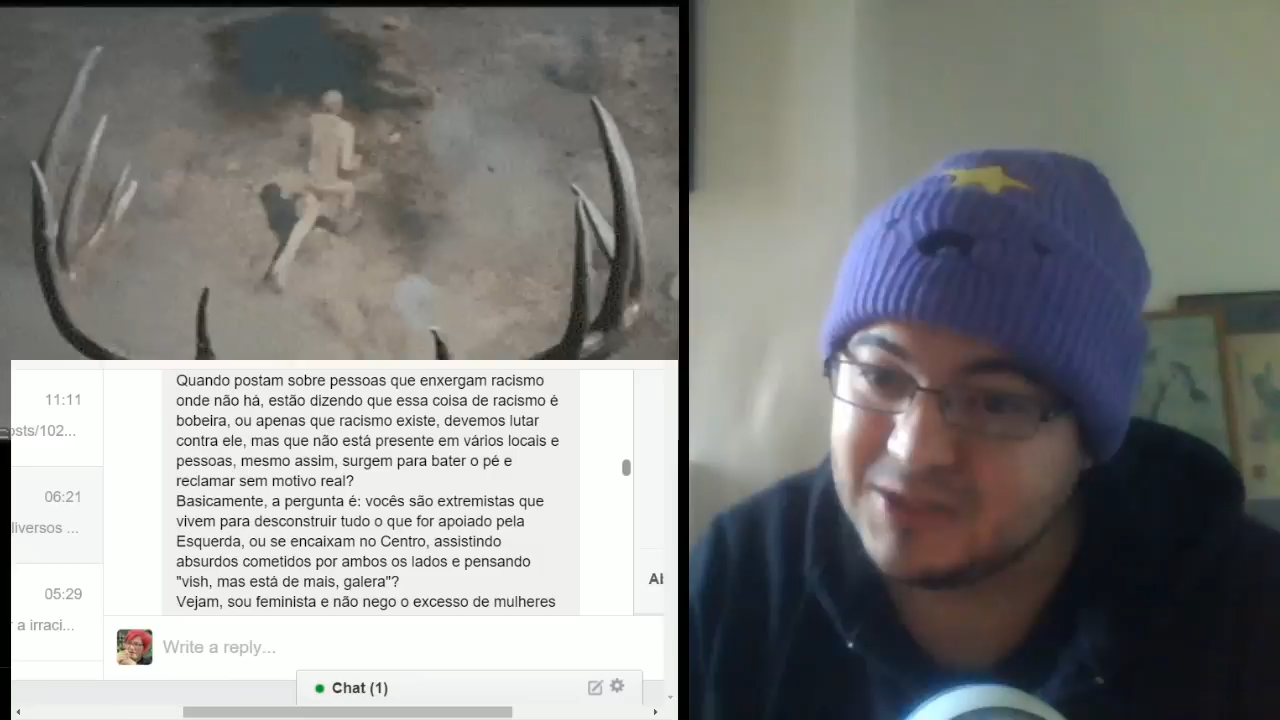 11:11
osts/102...
06:21
liversos ...
05:29
r a irraci...
Quando postam sobre pessoas que enxergam racismo
onde não há, estão dizendo que essa coisa de racismo é
bobeira, ou apenas que racismo existe, devemos lutar
contra ele, mas que não está presente em vários locais e
pessoas, mesmo assim, surgem para bater o pé e
reclamar sem motivo real?
Basicamente, a pergunta é: vocês são extremistas que
vivem para desconstruir tudo o que for apoiado pela
Esquerda, ou se encaixam no Centro, assistindo
absurdos cometidos por ambos os lados e pensando
"vish, mas está de mais, galera"?
Vejam, sou feminista e não nego o excesso de mulheres
Ab
Write a reply...
Chat (1)